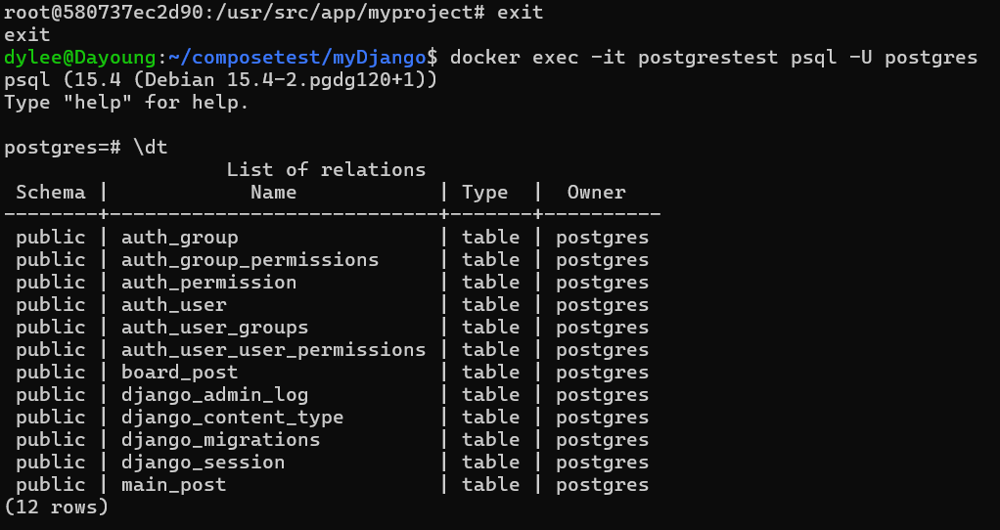 root@580737ec2d90:/usr/src/app/myproject# exit
exit
dylee@Dayoung:~/composetest/myDjango$ docker exec -it postgrestest psql -U postgres
psql (15.4 (Debian 15.4-2.pgdg120+1))
Type "help" for help.

postgres=# \dt
                   List of relations
 Schema |            Name            | Type  |  Owner
--------+----------------------------+-------+----------
 public | auth_group                 | table | postgres
 public | auth_group_permissions     | table | postgres
 public | auth_permission            | table | postgres
 public | auth_user                  | table | postgres
 public | auth_user_groups           | table | postgres
 public | auth_user_user_permissions | table | postgres
 public | board_post                 | table | postgres
 public | django_admin_log           | table | postgres
 public | django_content_type        | table | postgres
 public | django_migrations          | table | postgres
 public | django_session             | table | postgres
 public | main_post                  | table | postgres
(12 rows)